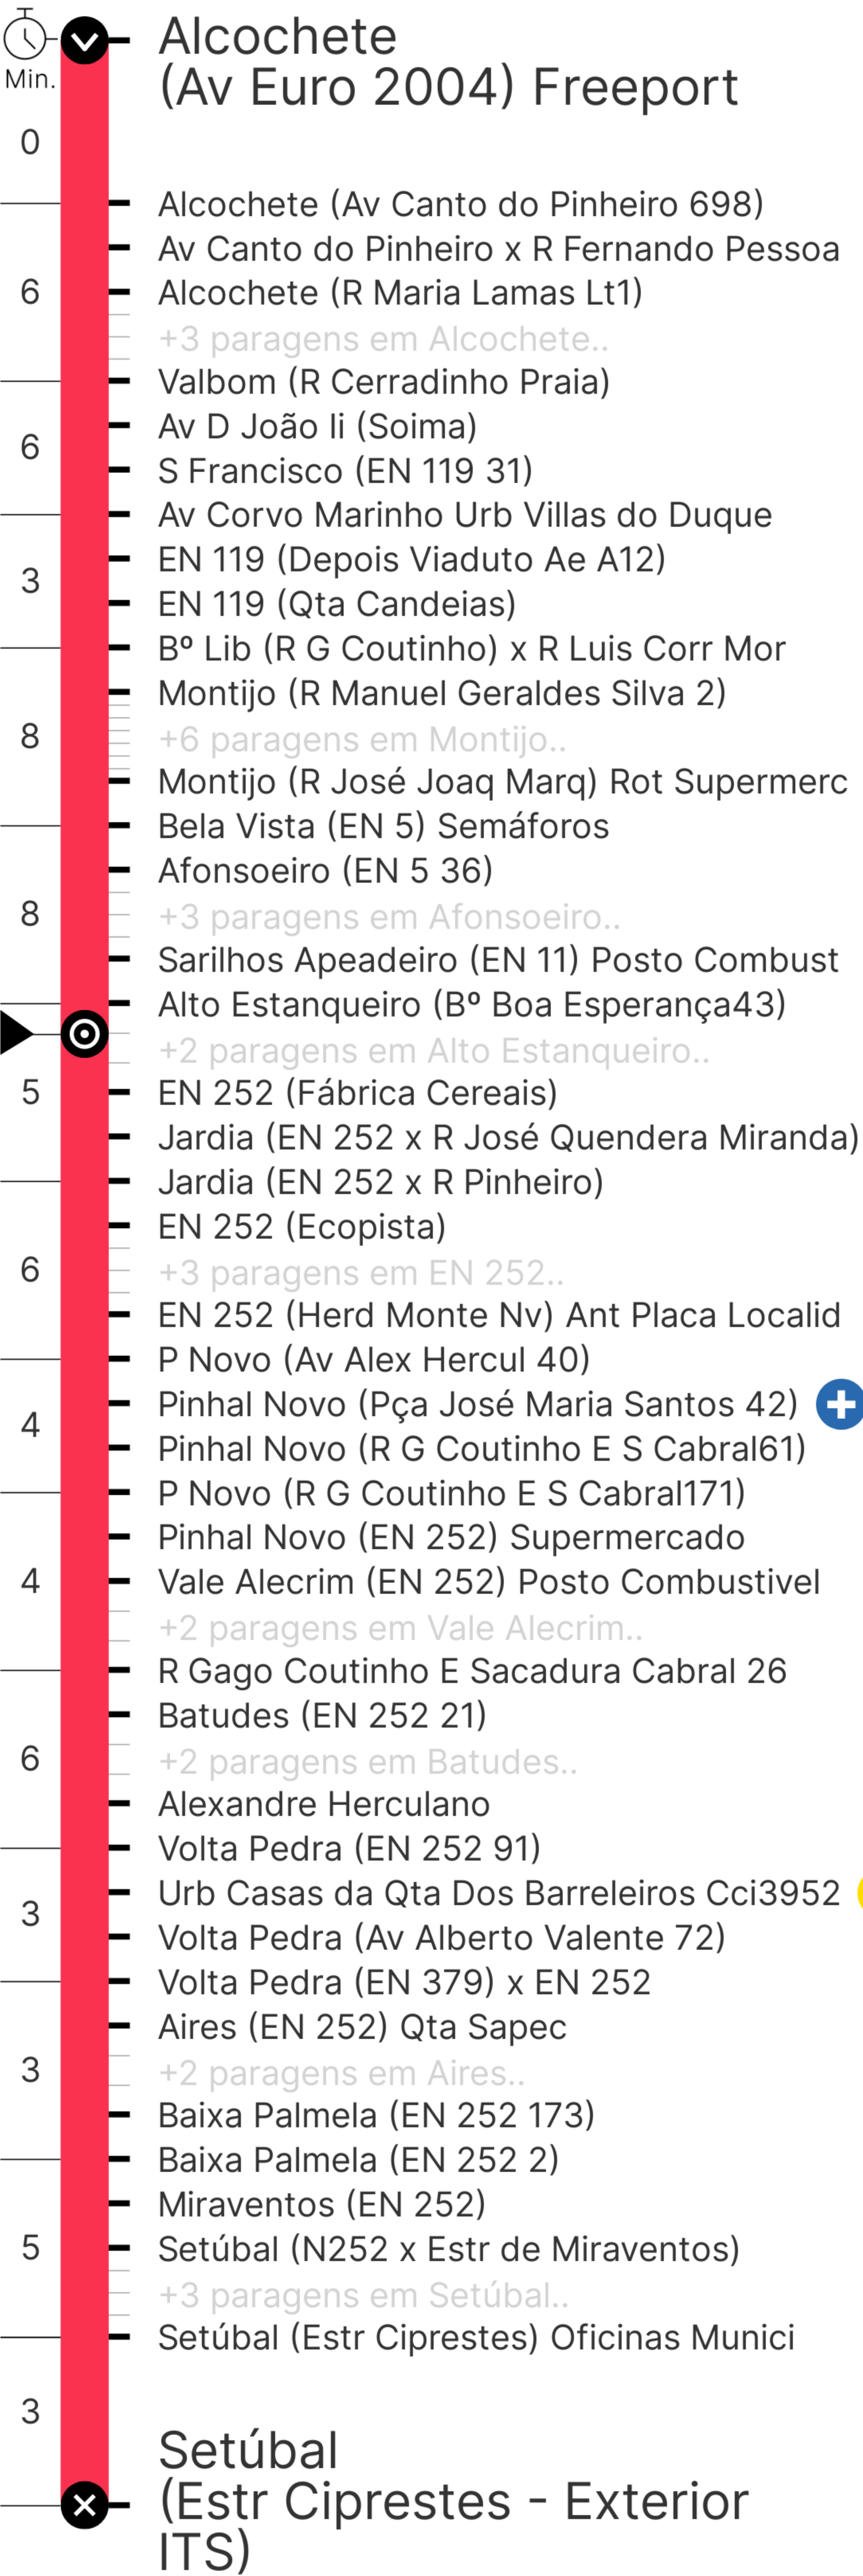 Min.
Alcochete
(Av Euro 2004) Freeport
0
Alcochete (Av Canto do Pinheiro 698)
Av Canto do Pinheiro x R Fernando Pessoa
6
Alcochete (R Maria Lamas Lt1)
+3 paragens em Alcochete..
Valbom (R Cerradinho Praia)
Av D João Ii (Soima)
6
S Francisco (EN 119 31)
Av Corvo Marinho Urb Villas do Duque
EN 119 (Depois Viaduto Ae A12)
3
EN 119 (Qta Candeias)
Bº Lib (R G Coutinho) x R Luis Corr Mor
Montijo (R Manuel Geraldes Silva 2)
8
+6 paragens em Montijo..
Montijo (R José Joaq Marq) Rot Supermerc
Bela Vista (EN 5) Semáforos
Afonsoeiro (EN 5 36)
8
+3 paragens em Afonsoeiro..
Sarilhos Apeadeiro (EN 11) Posto Combust
Alto Estanqueiro (Bº Boa Esperança43)
+2 paragens em Alto Estanqueiro..
5
EN 252 (Fábrica Cereais)
Jardia (EN 252 x R José Quendera Miranda)
Jardia (EN 252 x R Pinheiro)
EN 252 (Ecopista)
6
+3 paragens em EN 252..
EN 252 (Herd Monte Nv) Ant Placa Localid
P Novo (Av Alex Hercul 40)
Pinhal Novo (Pça José Maria Santos 42)
4
Pinhal Novo (R G Coutinho E S Cabral61)
P Novo (R G Coutinho E S Cabral171)
Pinhal Novo (EN 252) Supermercado
4
Vale Alecrim (EN 252) Posto Combustivel
+2 paragens em Vale Alecrim..
R Gago Coutinho E Sacadura Cabral 26
Batudes (EN 252 21)
6
+2 paragens em Batudes..
Alexandre Herculano
Volta Pedra (EN 252 91)
Urb Casas da Qta Dos Barreleiros Cci3952
3
Volta Pedra (Av Alberto Valente 72)
Volta Pedra (EN 379) x EN 252
Aires (EN 252) Qta Sapec
3
+2 paragens em Aires..
Baixa Palmela (EN 252 173)
Baixa Palmela (EN 252 2)
Miraventos (EN 252)
5
Setúbal (N252 x Estr de Miraventos)
+3 paragens em Setúbal..
Setúbal (Estr Ciprestes) Oficinas Munici
3
Setúbal
(Estr Ciprestes - Exterior
ITS)